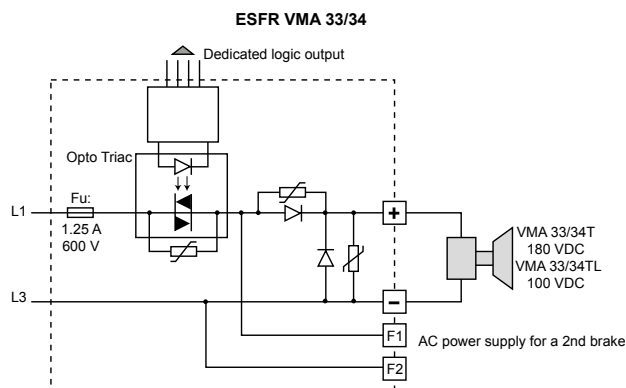 ESFR VMA 33/34
Dedicated logic output
Opto Triac
L1
Fu:
1.25 A
600 V
+
VMA 33/34T
180 VDC
VMA 33/34TL
100 VDC
L3
−
F1
AC power supply for a 2nd brake
F2